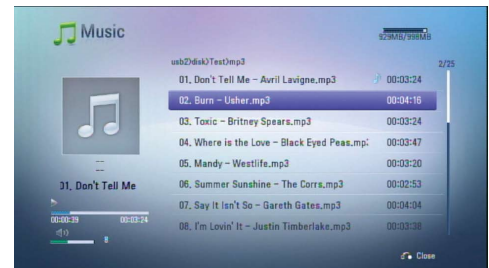 Music
929MB/998MB
usb2>disk>Test>mp3
2/25
01. Don't Tell Me - Avril Lavigne.mp3 00:03:24
02. Burn - Usher.mp3 00:04:16
03. Toxic - Britney Spears.mp3 00:03:24
04. Where is the Love - Black Eyed Peas.mp: 00:03:47
05. Mandy - Westlife.mp3 00:03:20
06. Summer Sunshine - The Corrs.mp3 00:02:53
07. Say It Isn't So - Gareth Gates.mp3 00:04:04
08. I'm Lovin' It - Justin Timberlake.mp3 00:03:38
--
--
01. Don't Tell Me
00:00:39 00:03:24
8
Close